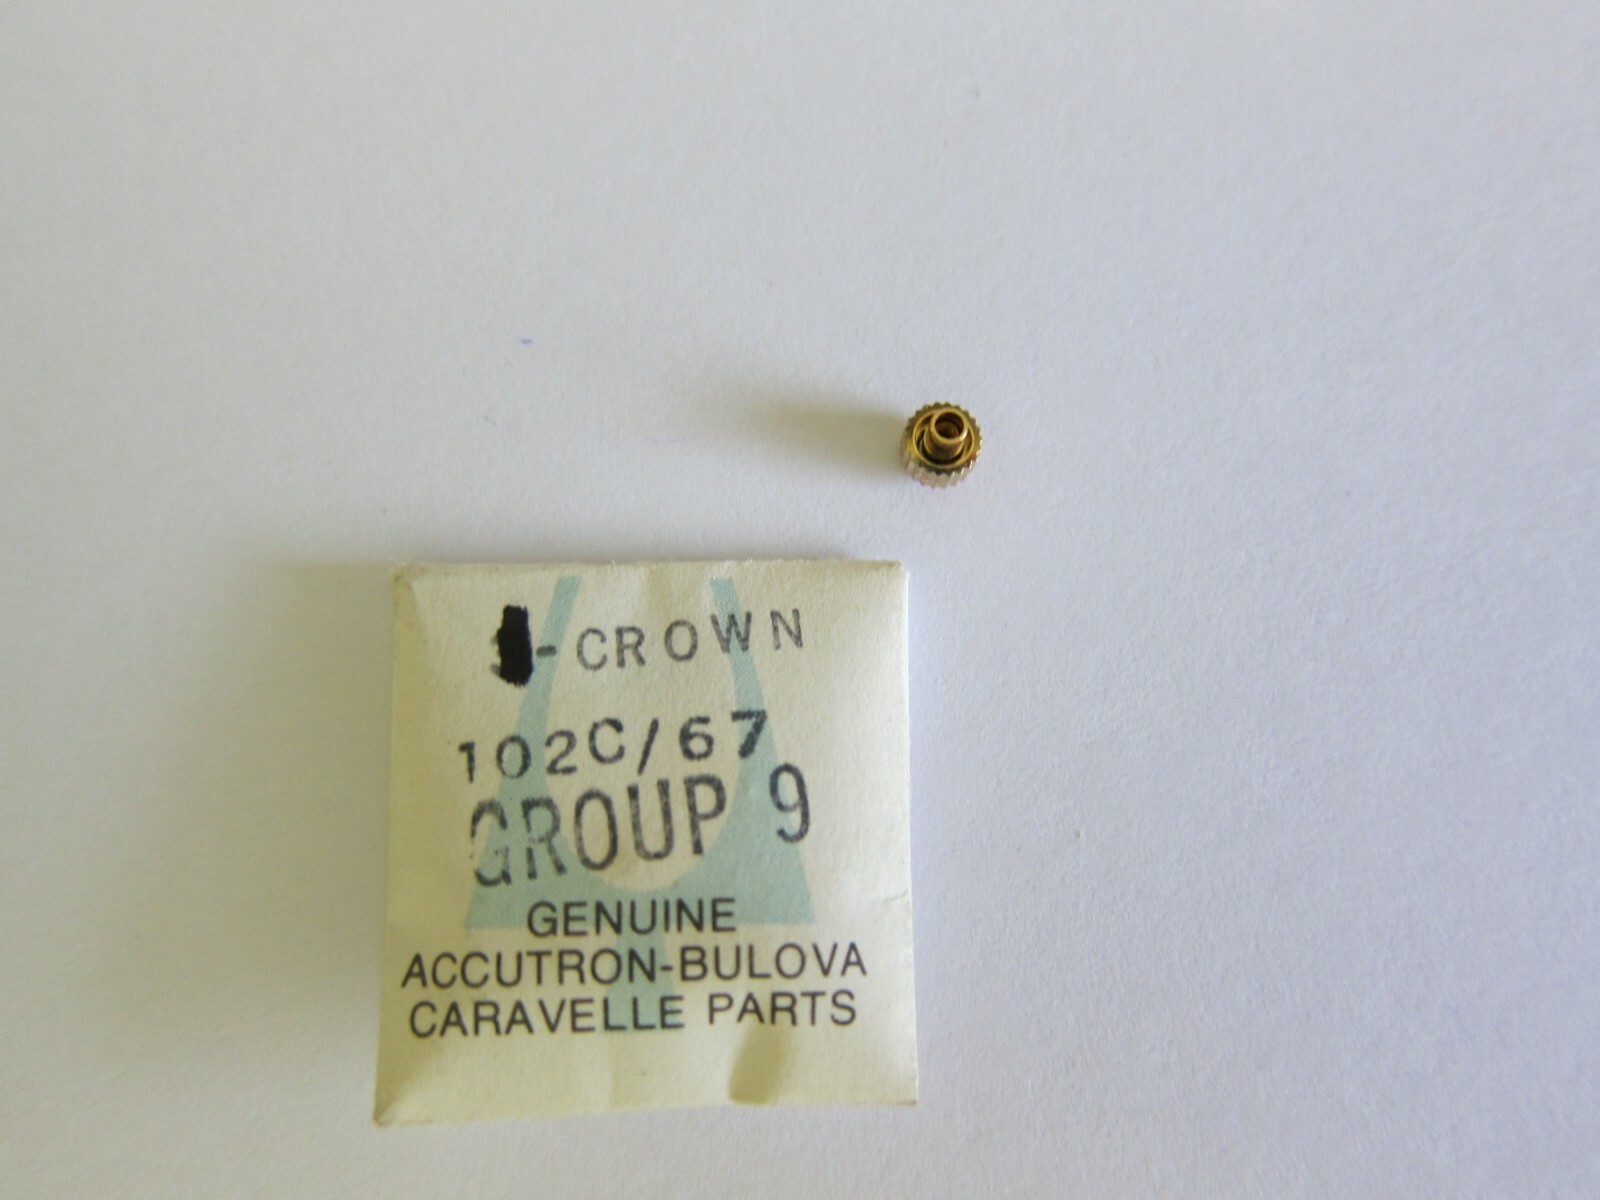 -CROWN
102C/67
GROUP 9
GENUINE
ACCUTRON-BULOVA
CARAVELLE PARTS